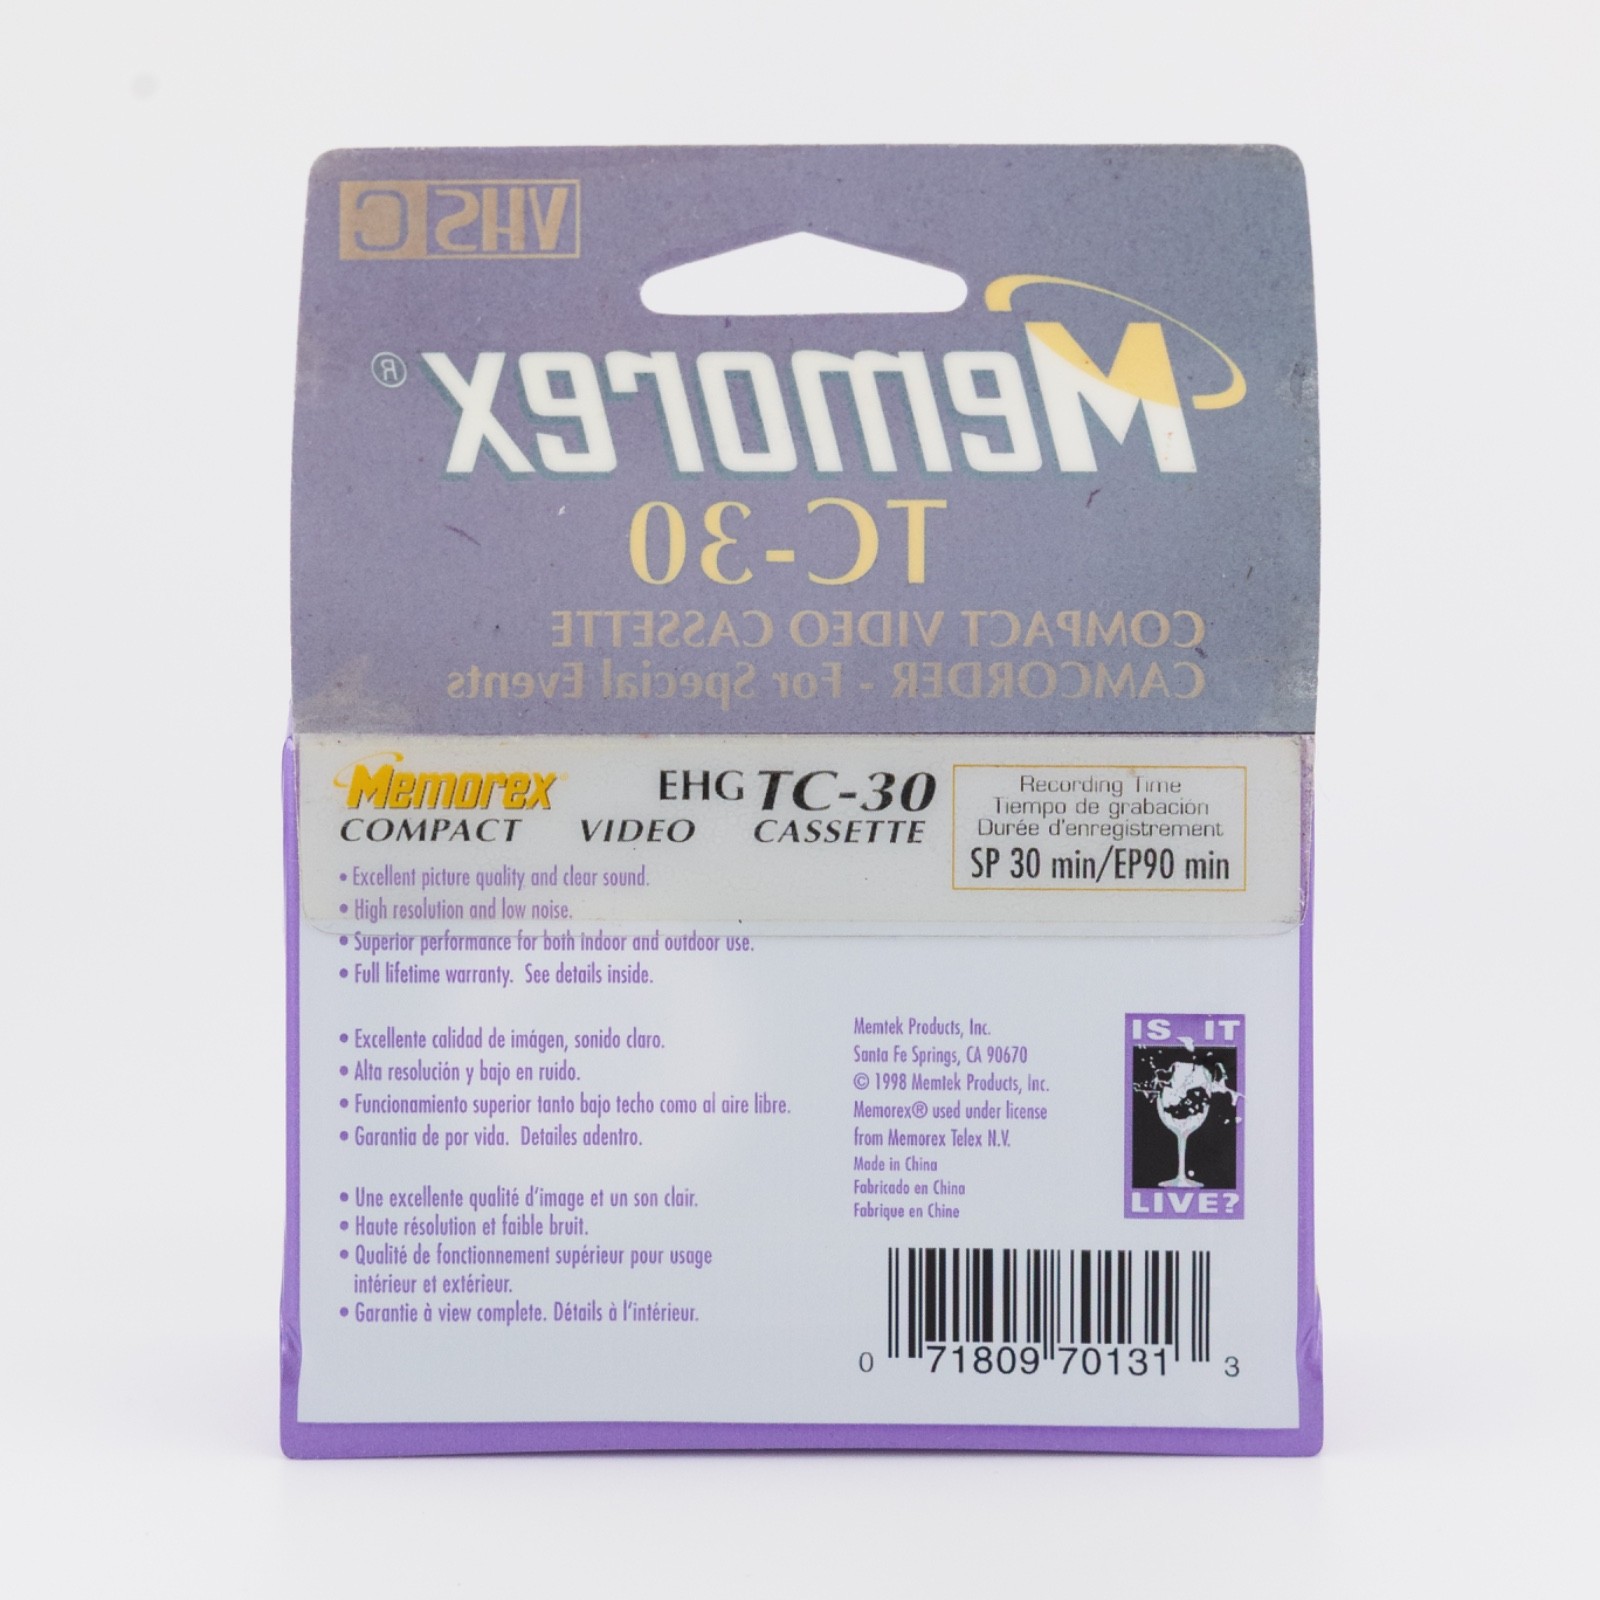 VHS C
Memorex®
TC-30
COMPACT VIDEO CASSETTE
CAMCORDER - For Special Events
Memorex
EHG TC-30
COMPACT VIDEO CASSETTE
Recording Time
Tiempo de grabación
Durée d'enregistrement
SP 30 min/EP90 min
• Excellent picture quality and clear sound.
• High resolution and low noise.
• Superior performance for both indoor and outdoor use.
• Full lifetime warranty. See details inside.
• Excellente calidad de imágen, sonido claro.
• Alta resolución y bajo en ruido.
• Funcionamiento superior tanto bajo techo como al aire libre.
• Garantia de por vida. Detailes adentro.
• Une excellente qualité d'image et un son clair.
• Haute résolution et faible bruit.
• Qualité de fonctionnement supérieur pour usage
intérieur et extérieur.
• Garantie à view complete. Détails à l'intérieur.
Memtek Products, Inc.
Santa Fe Springs, CA 90670
© 1998 Memtek Products, Inc.
Memorex® used under license
from Memorex Telex N.V.
Made in China
Fabricado en China
Fabrique en Chine
IS IT
LIVE?
0 71809 70131 3